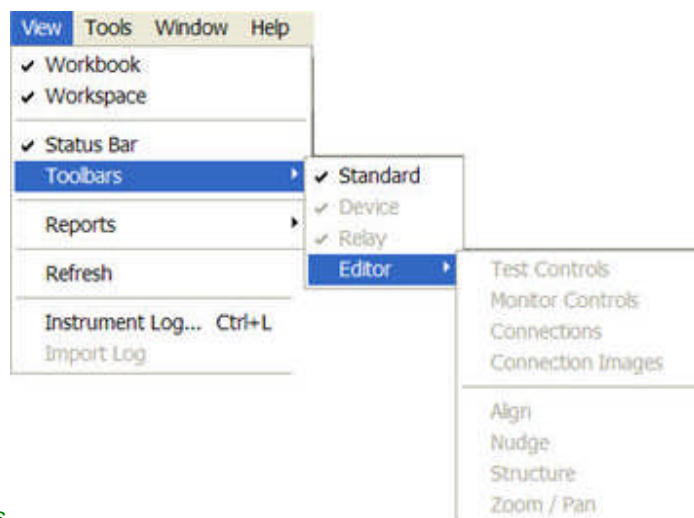 View Tools Window Help
Workbook
Workspace
Status Bar
Toolbars
Reports
Refresh
Instrument Log... Ctrl+L
Import Log
Standard
Device
Relay
Editor
Test Controls
Monitor Controls
Connections
Connection Images
Align
Nudge
Structure
Zoom / Pan